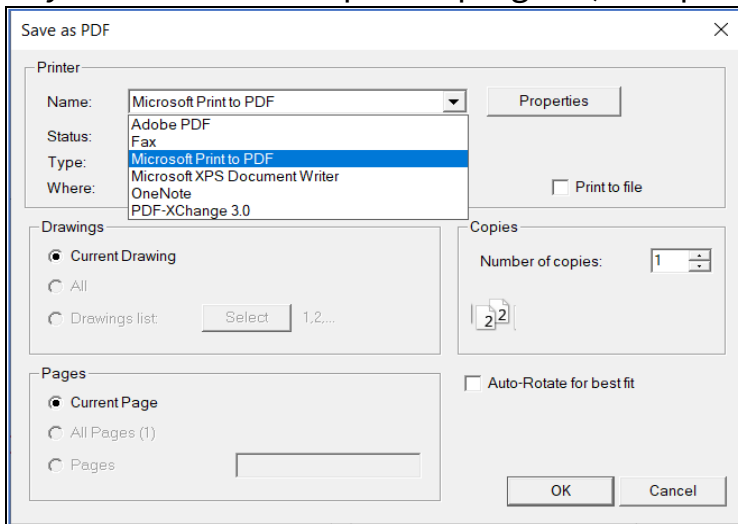 Save as PDF
Printer
Name: Microsoft Print to PDF Properties
Adobe PDF
Status: Fax
Type: Microsoft Print to PDF
Microsoft XPS Document Writer
Where: OneNote Print to file
PDF-XChange 3.0
Drawings Copies
Current Drawing Number of copies: 1
All
Drawings list: Select 1,2,...
2 2
Pages Auto-Rotate for best fit
Current Page
All Pages (1)
Pages
OK Cancel